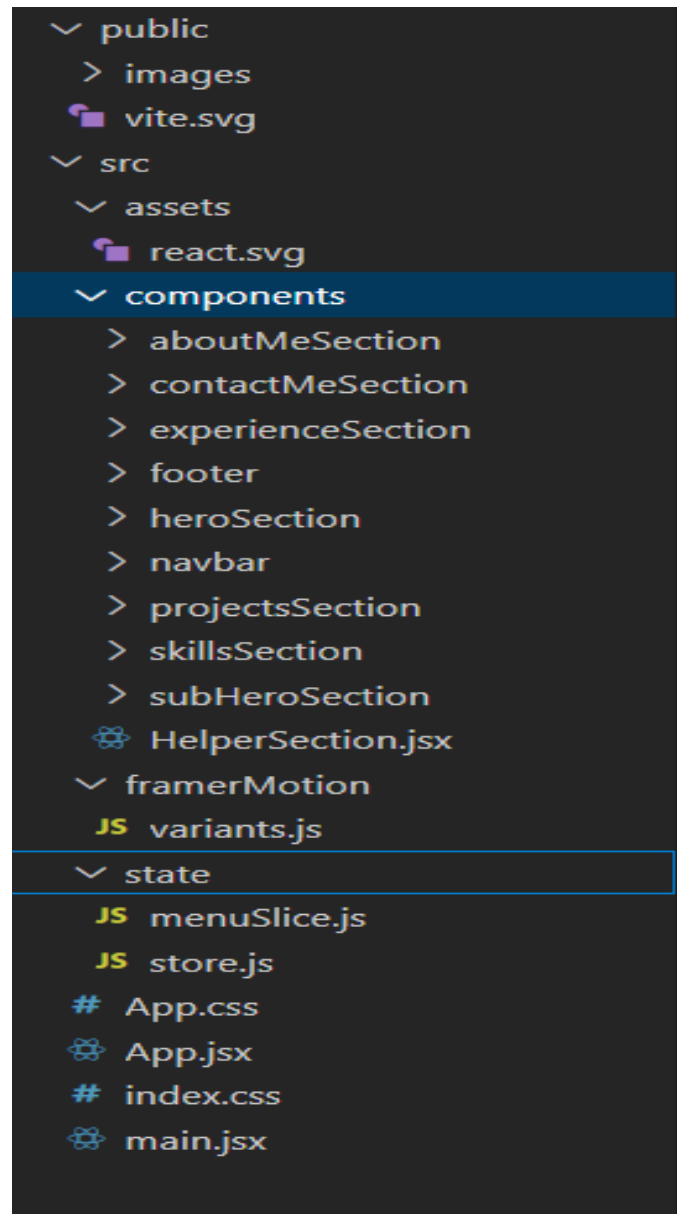 public
images
vite.svg
src
assets
react.svg
components
aboutMeSection
contactMeSection
experienceSection
footer
heroSection
navbar
projectsSection
skillsSection
subHeroSection
HelperSection.jsx
framerMotion
JS variants.js
state
JS menuSlice.js
JS store.js
# App.css
App.jsx
# index.css
main.jsx